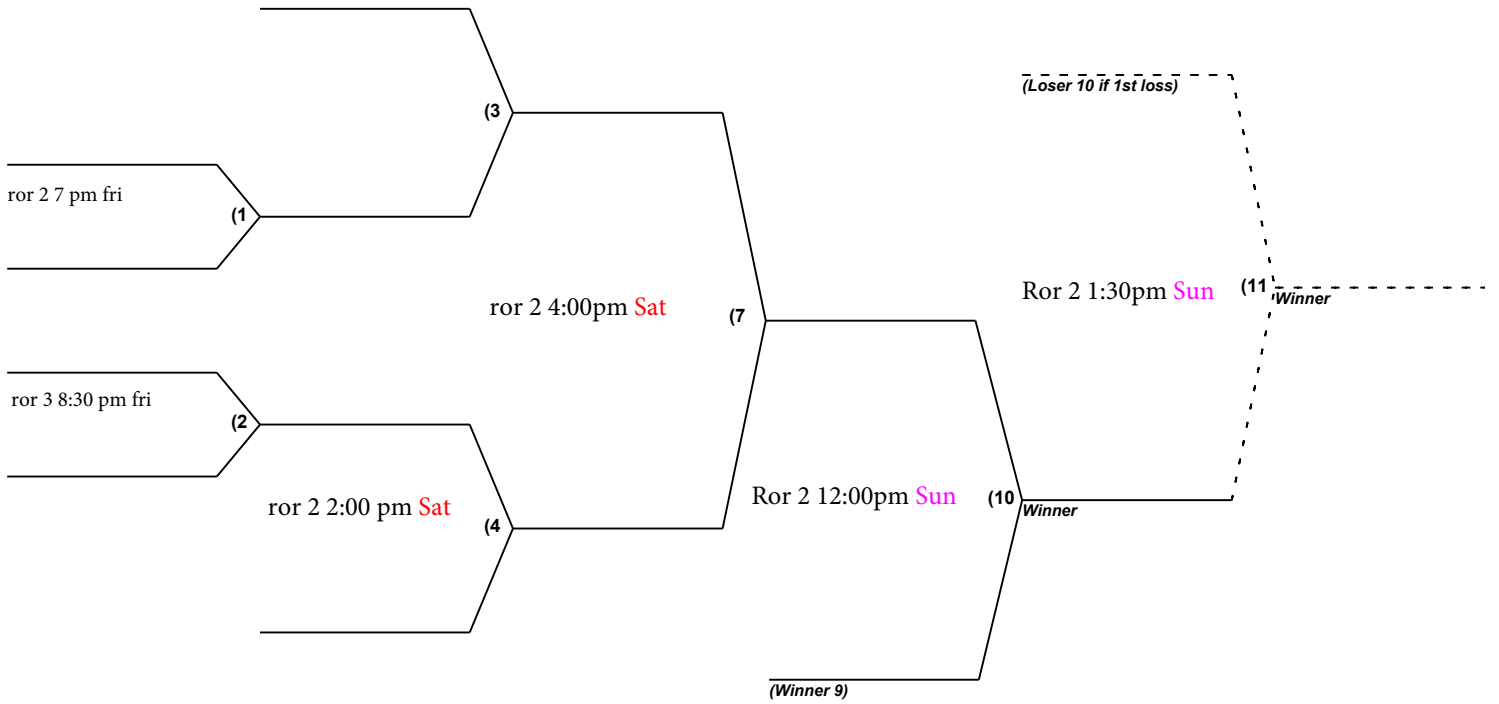 (Loser 10 if 1st loss)
(3
ror 2 7 pm fri
(1
Ror 2 1:30pm Sun
(11
Winner
ror 2 4:00pm Sat
(7
ror 3 8:30 pm fri
(2
Ror 2 12:00pm Sun
(10
Winner
ror 2 2:00 pm Sat
(4
(Winner 9)